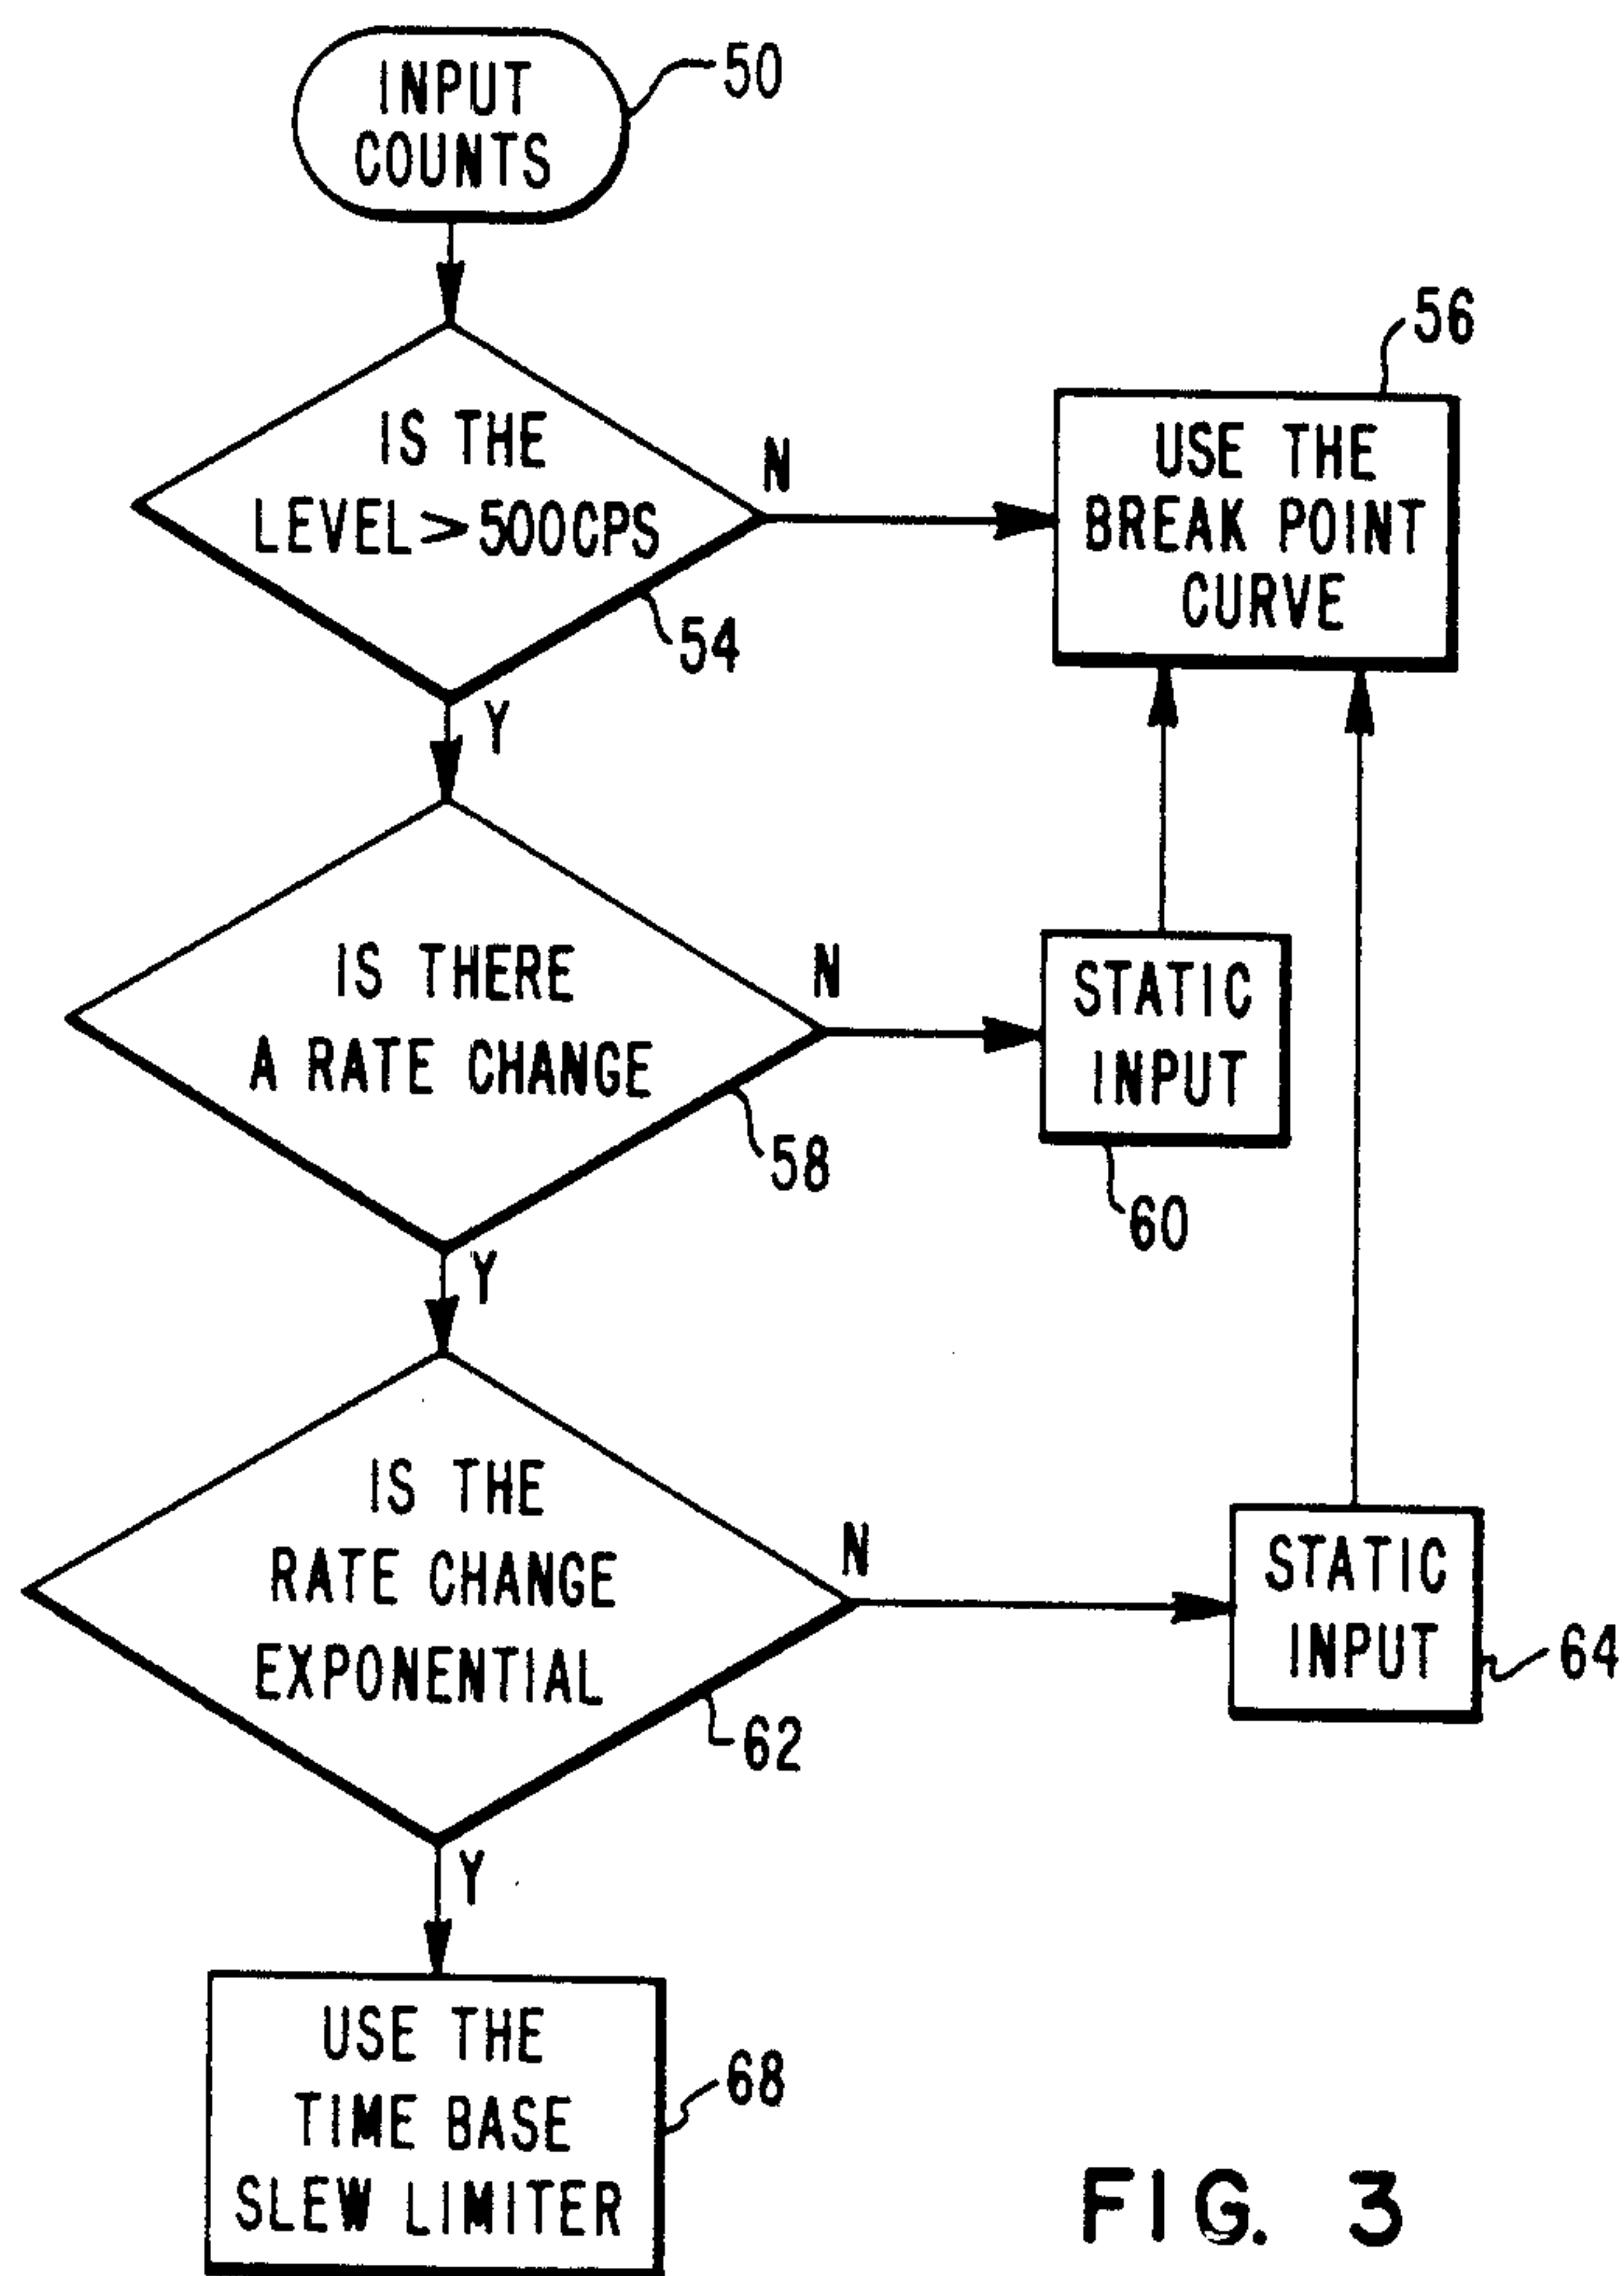 INPUT
COUNTS
50
IS THE
LEVEL > 500CPS
N
54
Y
USE THE
BREAK POINT
CURVE
56
IS THERE
A RATE CHANGE
N
58
Y
STATIC
INPUT
60
IS THE
RATE CHANGE
EXPONENTIAL
N
62
Y
STATIC
INPUT
64
USE THE
TIME BASE
SLEW LIMITER
68
FIG. 3